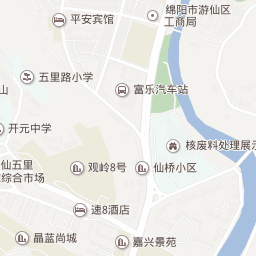 平安宾馆
绵阳市游仙区
工商局
五里路小学
富乐汽车站
山
开元中学
核废料处理展示
仙五里
综合市场
观岭8号
仙桥小区
速8酒店
晶蓝尚城
嘉兴景苑